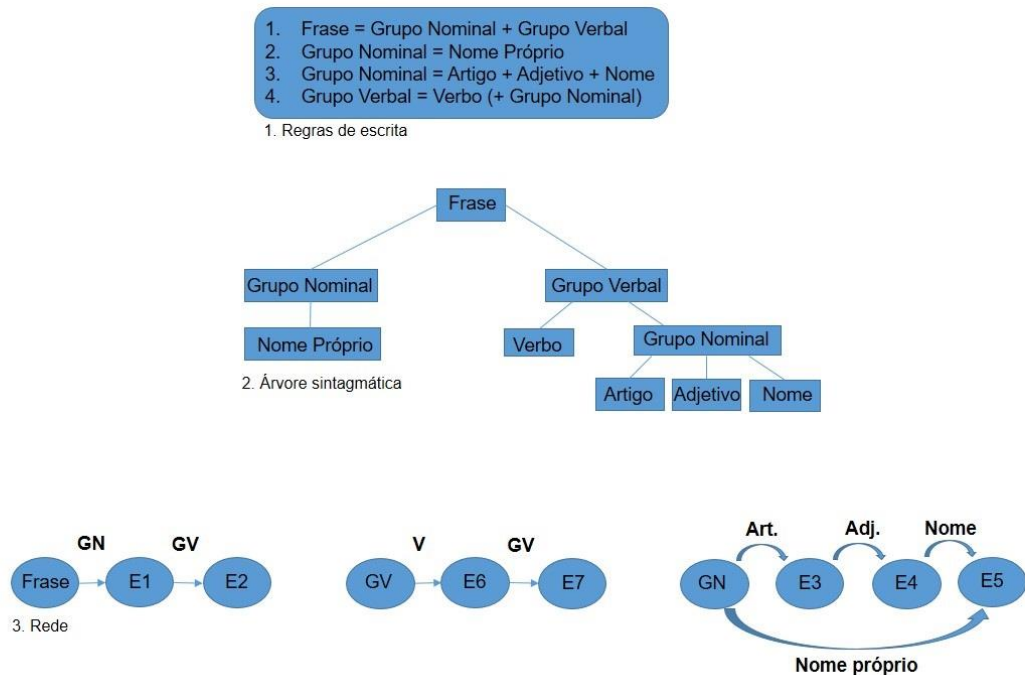 1. Frase = Grupo Nominal + Grupo Verbal
2. Grupo Nominal = Nome Próprio
3. Grupo Nominal = Artigo + Adjetivo + Nome
4. Grupo Verbal = Verbo (+ Grupo Nominal)
1. Regras de escrita
Frase
Grupo Nominal
Grupo Verbal
Nome Próprio
Verbo
Grupo Nominal
2. Árvore sintagmática
Artigo
Adjetivo
Nome
GN
GV
Frase
E1
E2
3. Rede
V
GV
GV
E6
E7
Art.
Adj.
Nome
GN
E3
E4
E5
Nome próprio